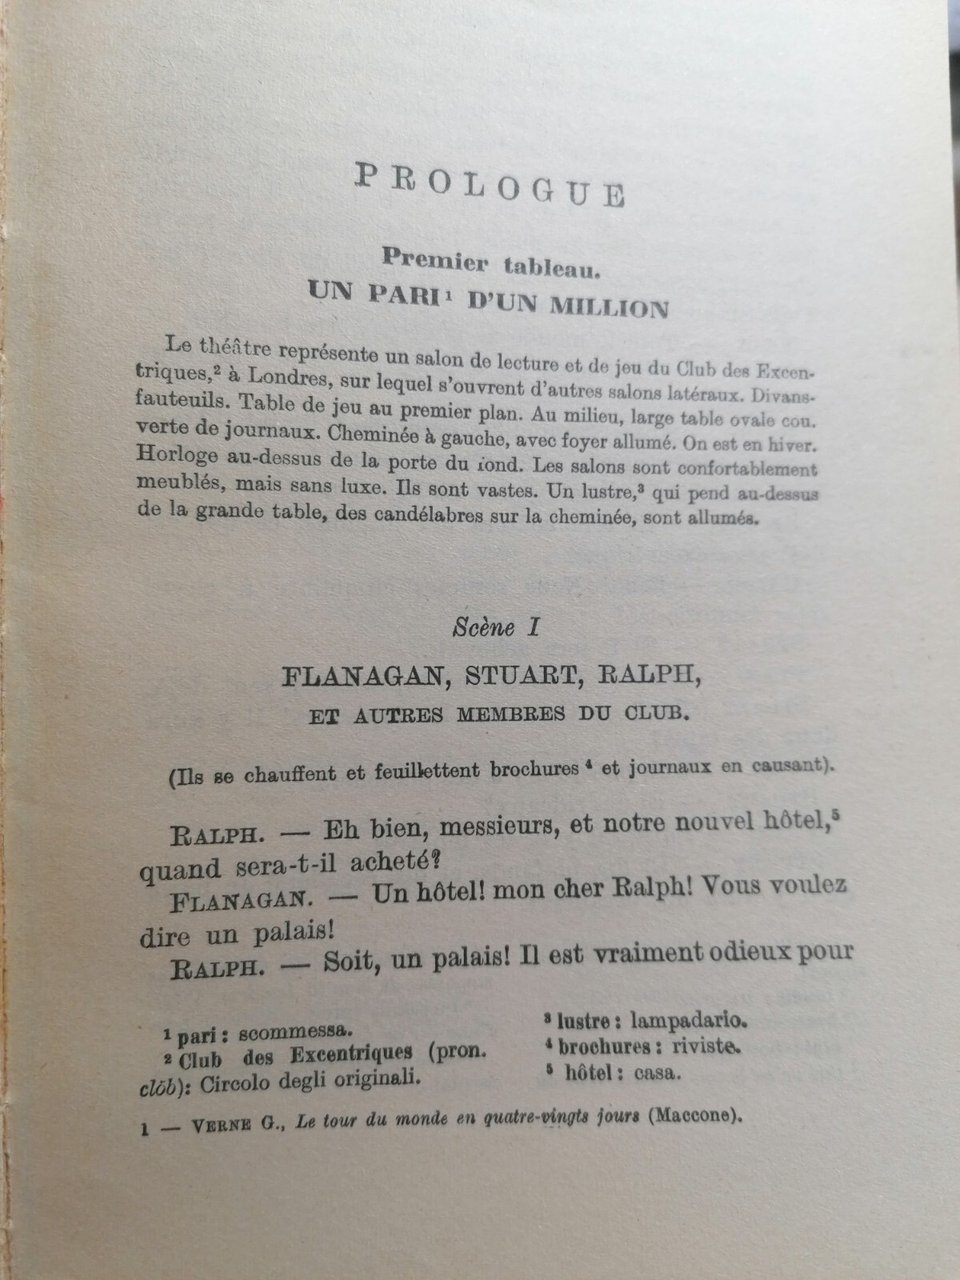 PROLOGUE
Premier tableau.
UN PARI¹ D'UN MILLION
Le théâtre représente un salon de lecture et de jeu du Club des Excen-
triques,² à Londres, sur lequel s'ouvrent d'autres salons latéraux. Divans-
fauteuils. Table de jeu au premier plan. Au milieu, large table ovale cou.
verte de journaux. Cheminée à gauche, avec foyer allumé. On est en hiver.
Horloge au-dessus de la porte du fond. Les salons sont confortablement
meublés, mais sans luxe. Ils sont vastes. Un lustre,³ qui pend au-dessus
de la grande table, des candélabres sur la cheminée, sont allumés.
Scène I
FLANAGAN, STUART, RALPH,
ET AUTRES MEMBRES DU CLUB.
(Ils se chauffent et feuillettent brochures ⁴ et journaux en causant).
RALPH. — Eh bien, messieurs, et notre nouvel hôtel,⁵
quand sera-t-il acheté?
FLANAGAN. — Un hôtel! mon cher Ralph! Vous voulez
dire un palais!
RALPH. — Soit, un palais! Il est vraiment odieux pour
¹ pari : scommessa.
² Club des Excentriques (pron.
clôb): Circolo degli originali.
³ lustre : lampadario.
⁴ brochures : riviste.
⁵ hôtel : casa.
1 — VERNE G., Le tour du monde en quatre-vingts jours (Maccone).